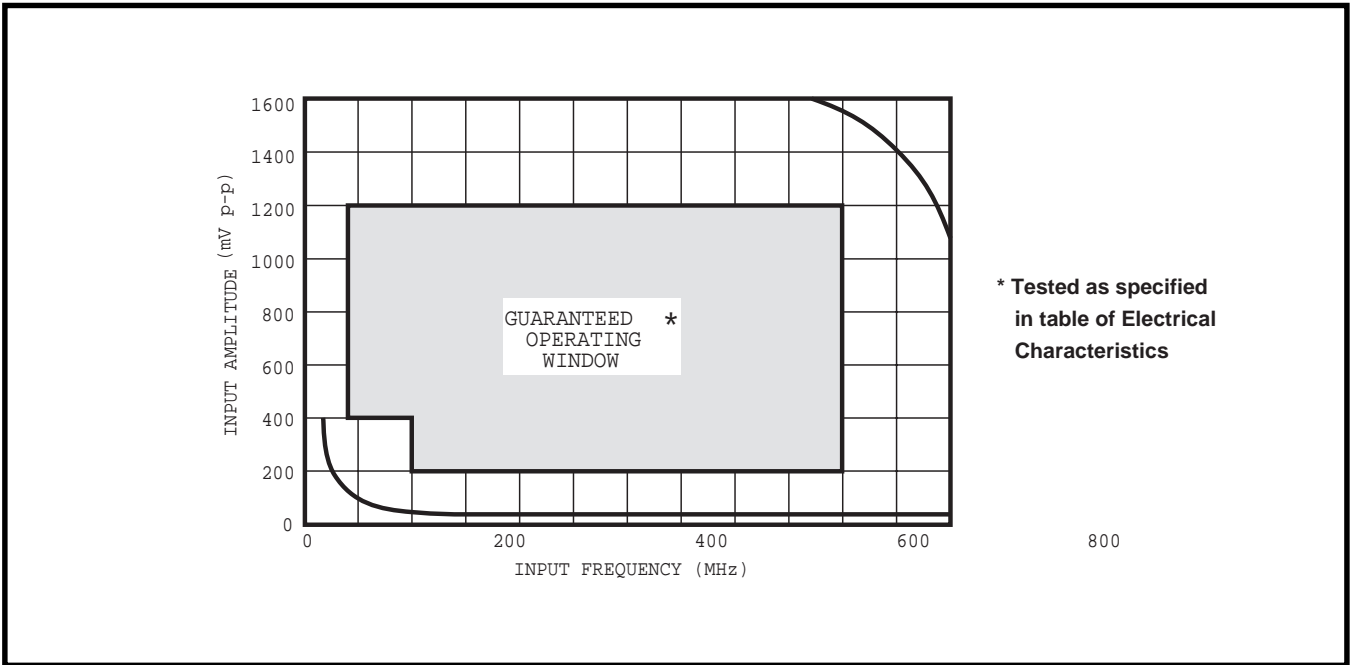 1600
1400
1200
1000
800
600
400
200
0
INPUT AMPLITUDE (mV p-p)
GUARANTEED *
OPERATING
WINDOW
* Tested as specified
in table of Electrical
Characteristics
0 200 400 600 800
INPUT FREQUENCY (MHz)